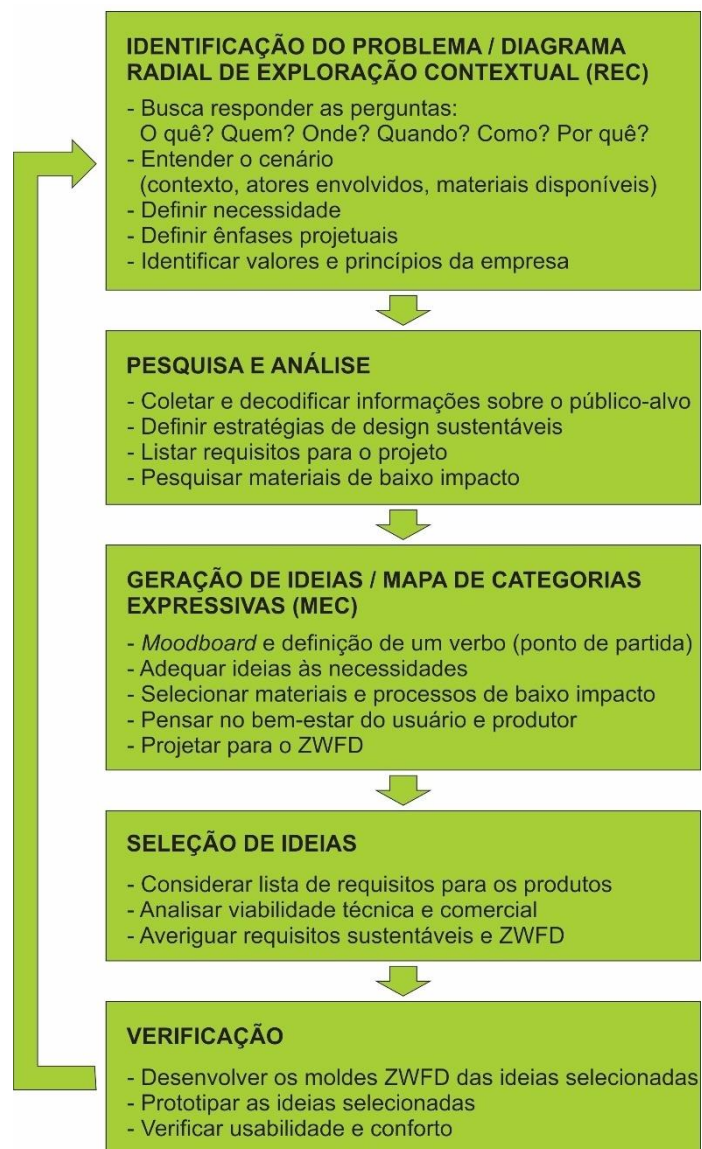 IDENTIFICAÇÃO DO PROBLEMA / DIAGRAMA
RADIAL DE EXPLORAÇÃO CONTEXTUAL (REC)
- Busca responder as perguntas:
O quê? Quem? Onde? Quando? Como? Por quê?
- Entender o cenário
(contexto, atores envolvidos, materiais disponíveis)
- Definir necessidade
- Definir ênfases projetuais
- Identificar valores e princípios da empresa
PESQUISA E ANÁLISE
- Coletar e decodificar informações sobre o público-alvo
- Definir estratégias de design sustentáveis
- Listar requisitos para o projeto
- Pesquisar materiais de baixo impacto
GERAÇÃO DE IDEIAS / MAPA DE CATEGORIAS
EXPRESSIVAS (MEC)
- Moodboard e definição de um verbo (ponto de partida)
- Adequar ideias às necessidades
- Selecionar materiais e processos de baixo impacto
- Pensar no bem-estar do usuário e produtor
- Projetar para o ZWFD
SELEÇÃO DE IDEIAS
- Considerar lista de requisitos para os produtos
- Analisar viabilidade técnica e comercial
- Averiguar requisitos sustentáveis e ZWFD
VERIFICAÇÃO
- Desenvolver os moldes ZWFD das ideias selecionadas
- Prototipar as ideias selecionadas
- Verificar usabilidade e conforto